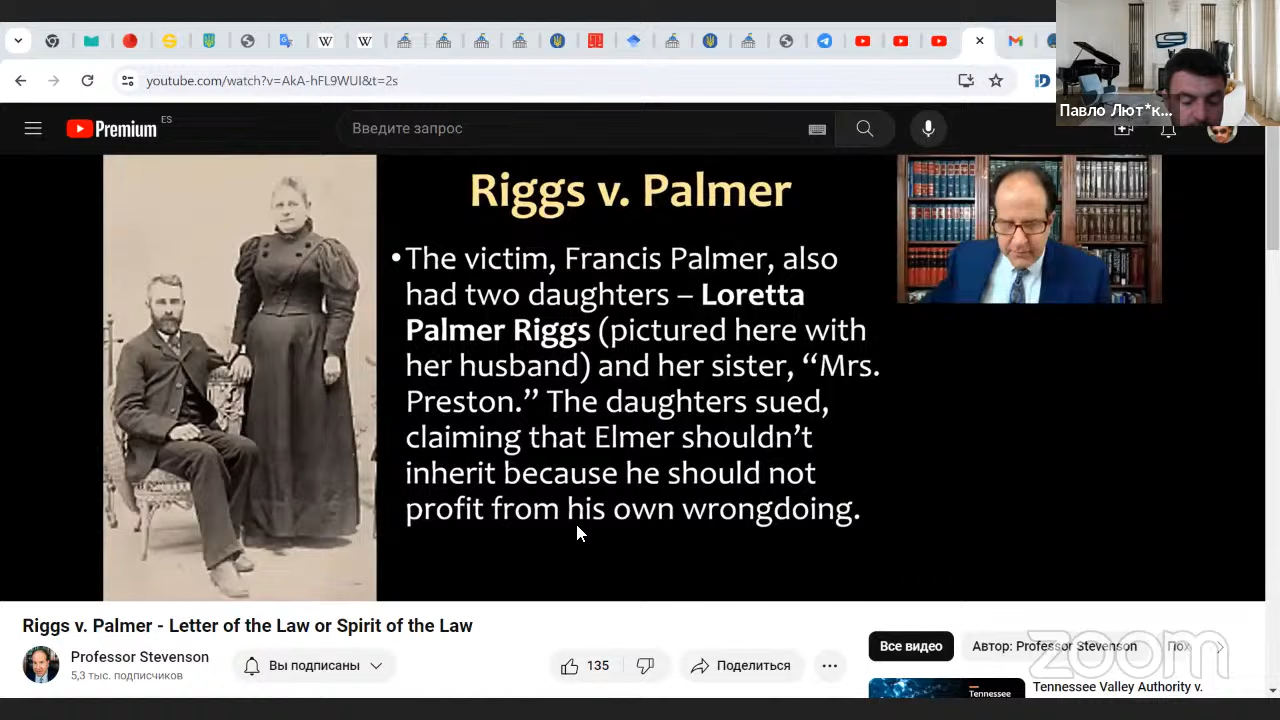 youtube.com/watch?v=AkA-hFL9WUI&t=2s
Павло Лют*к...
Premium ES
Введите запрос
Riggs v. Palmer
•The victim, Francis Palmer, also
had two daughters – Loretta
Palmer Riggs (pictured here with
her husband) and her sister, “Mrs.
Preston.” The daughters sued,
claiming that Elmer shouldn’t
inherit because he should not
profit from his own wrongdoing.
Riggs v. Palmer - Letter of the Law or Spirit of the Law
Professor Stevenson
5,3 тыс. подписчиков
Вы подписаны
135
Поделиться
Все видео
Автор: Professor Stevenson
Пох
zoom
Tennessee
Tennessee Valley Authority v.